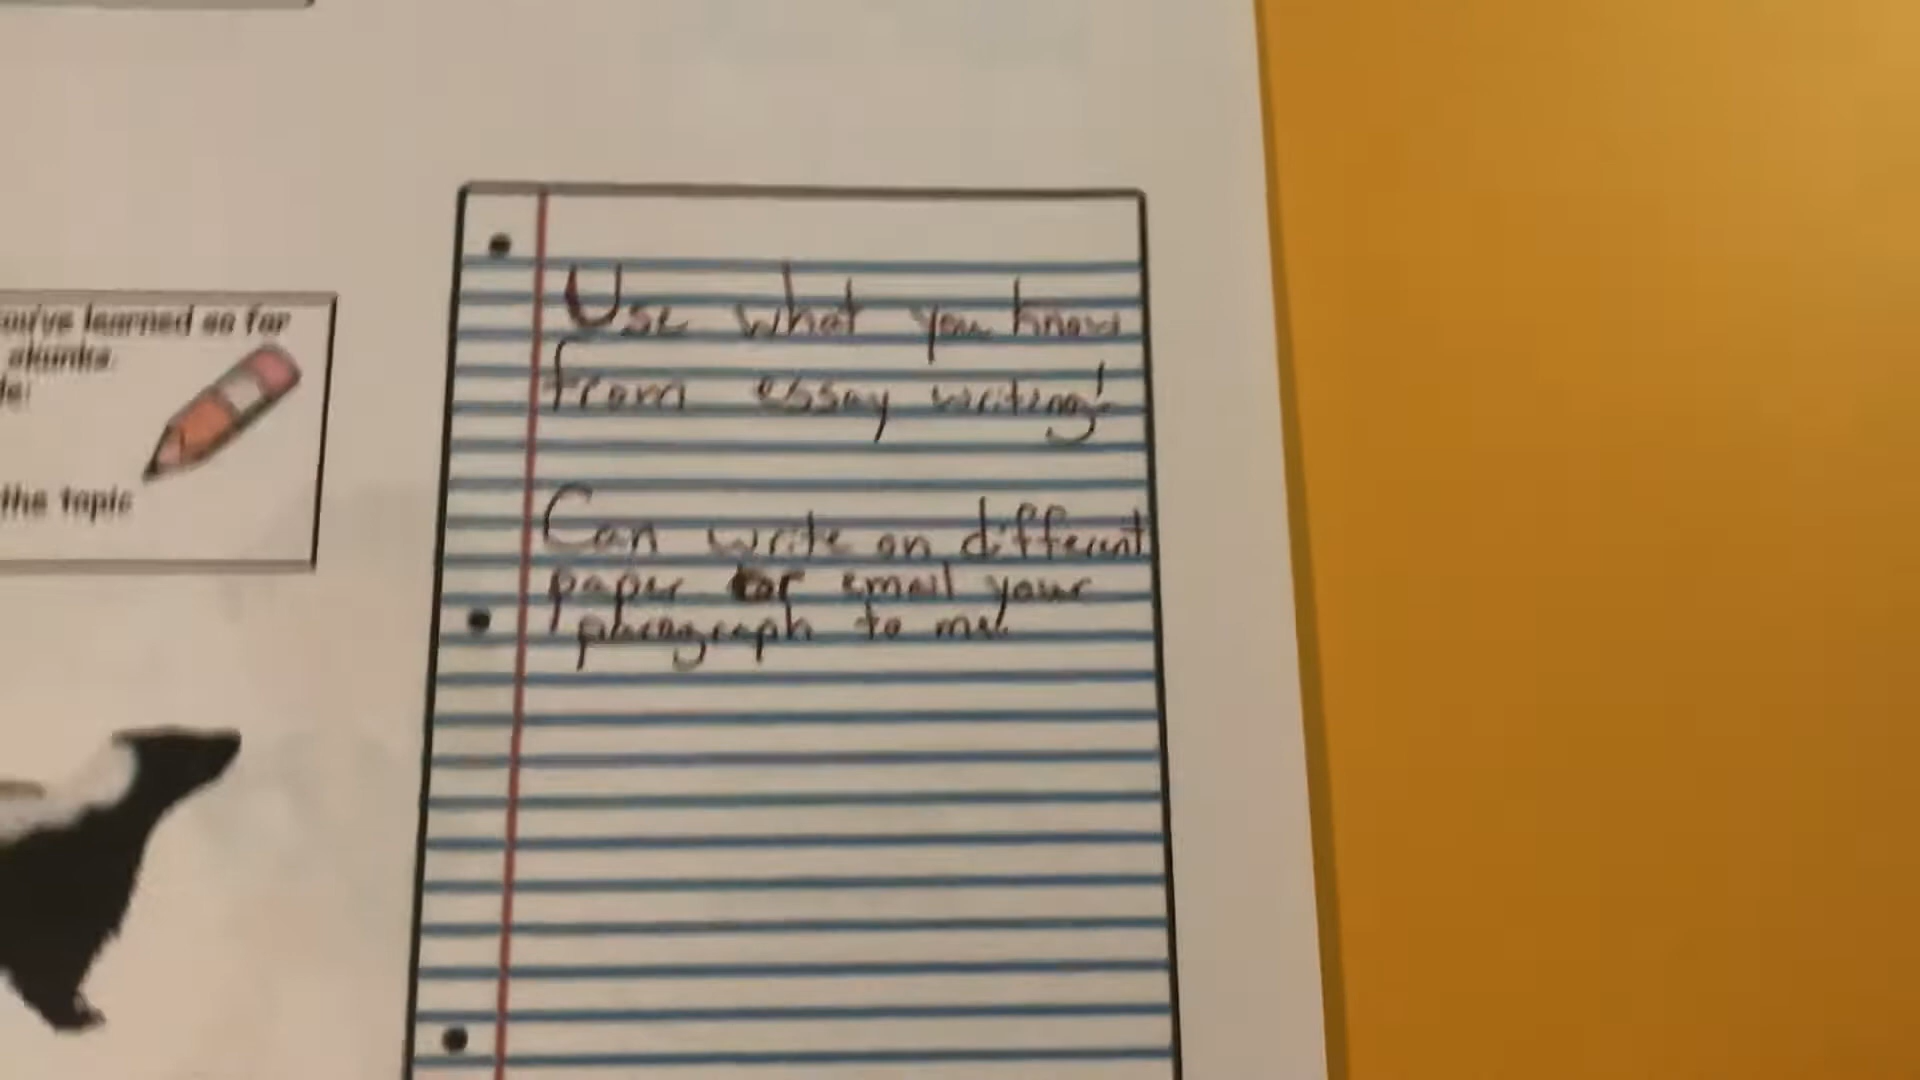 ou've learned so far
skunks.
de:
the topic
Use what you know
from essay writing!
Can write on different
paper or email your
paragraph to me!